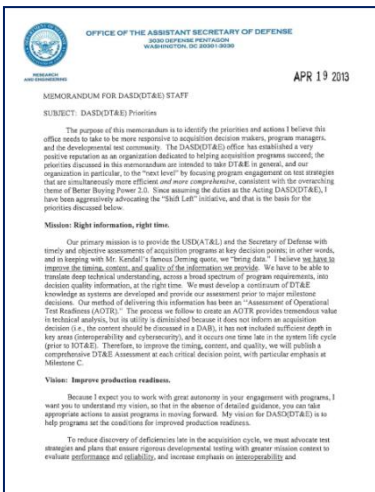 OFFICE OF THE ASSISTANT SECRETARY OF DEFENSE
3030 DEFENSE PENTAGON
WASHINGTON, DC 20301-3030
RESEARCH
AND ENGINEERING
APR 19 2013
MEMORANDUM FOR DASD(DT&E) STAFF
SUBJECT: DASD(DT&E) Priorities
The purpose of this memorandum is to identify the priorities and actions I believe this
office needs to take to be more responsive to acquisition decision makers, program managers,
and the developmental test community. The DASD(DT&E) office has established a very
positive reputation as an organization dedicated to helping acquisition programs succeed; the
priorities discussed in this memorandum are intended to take DT&E in general, and our
organization in particular, to the "next level" by focusing program engagement on test strategies
that are simultaneously more efficient and more comprehensive, consistent with the overarching
theme of Better Buying Power 2.0. Since assuming the duties as the Acting DASD(DT&E), I
have been aggressively advocating the "Shift Left" initiative, and that is the basis for the
priorities discussed below.
Mission: Right information, right time.
Our primary mission is to provide the USD(AT&L) and the Secretary of Defense with
timely and objective assessments of acquisition programs at key decision points; in other words,
and in keeping with Mr. Kendall's famous Deming quote, we "bring data." I believe we have to
improve the timing, content, and quality of the information we provide. We have to be able to
translate deep technical understanding, across a broad spectrum of program requirements, into
decision quality information, at the right time. We must develop a continuum of DT&E
knowledge as systems are developed and provide our assessment prior to major milestone
decisions. Our method of delivering this information has been an "Assessment of Operational
Test Readiness (AOTR)." The process we follow to create an AOTR provides tremendous value
in technical analysis, but its utility is diminished because it does not inform an acquisition
decision (i.e., the content should be discussed in a DAB), it has not included sufficient depth in
key areas (interoperability and cybersecurity), and it occurs one time late in the system life cycle
(prior to IOT&E). Therefore, to improve the timing, content, and quality, we will publish a
comprehensive DT&E Assessment at each critical decision point, with particular emphasis at
Milestone C.
Vision: Improve production readiness.
Because I expect you to work with great autonomy in your engagement with programs, I
want you to understand my vision, so that in the absence of detailed guidance, you can take
appropriate actions to assist programs in moving forward. My vision for DASD(DT&E) is to
help programs set the conditions for improved production readiness.
To reduce discovery of deficiencies late in the acquisition cycle, we must advocate test
strategies and plans that ensure rigorous developmental testing with greater mission context to
evaluate performance and reliability, and increase emphasis on interoperability and